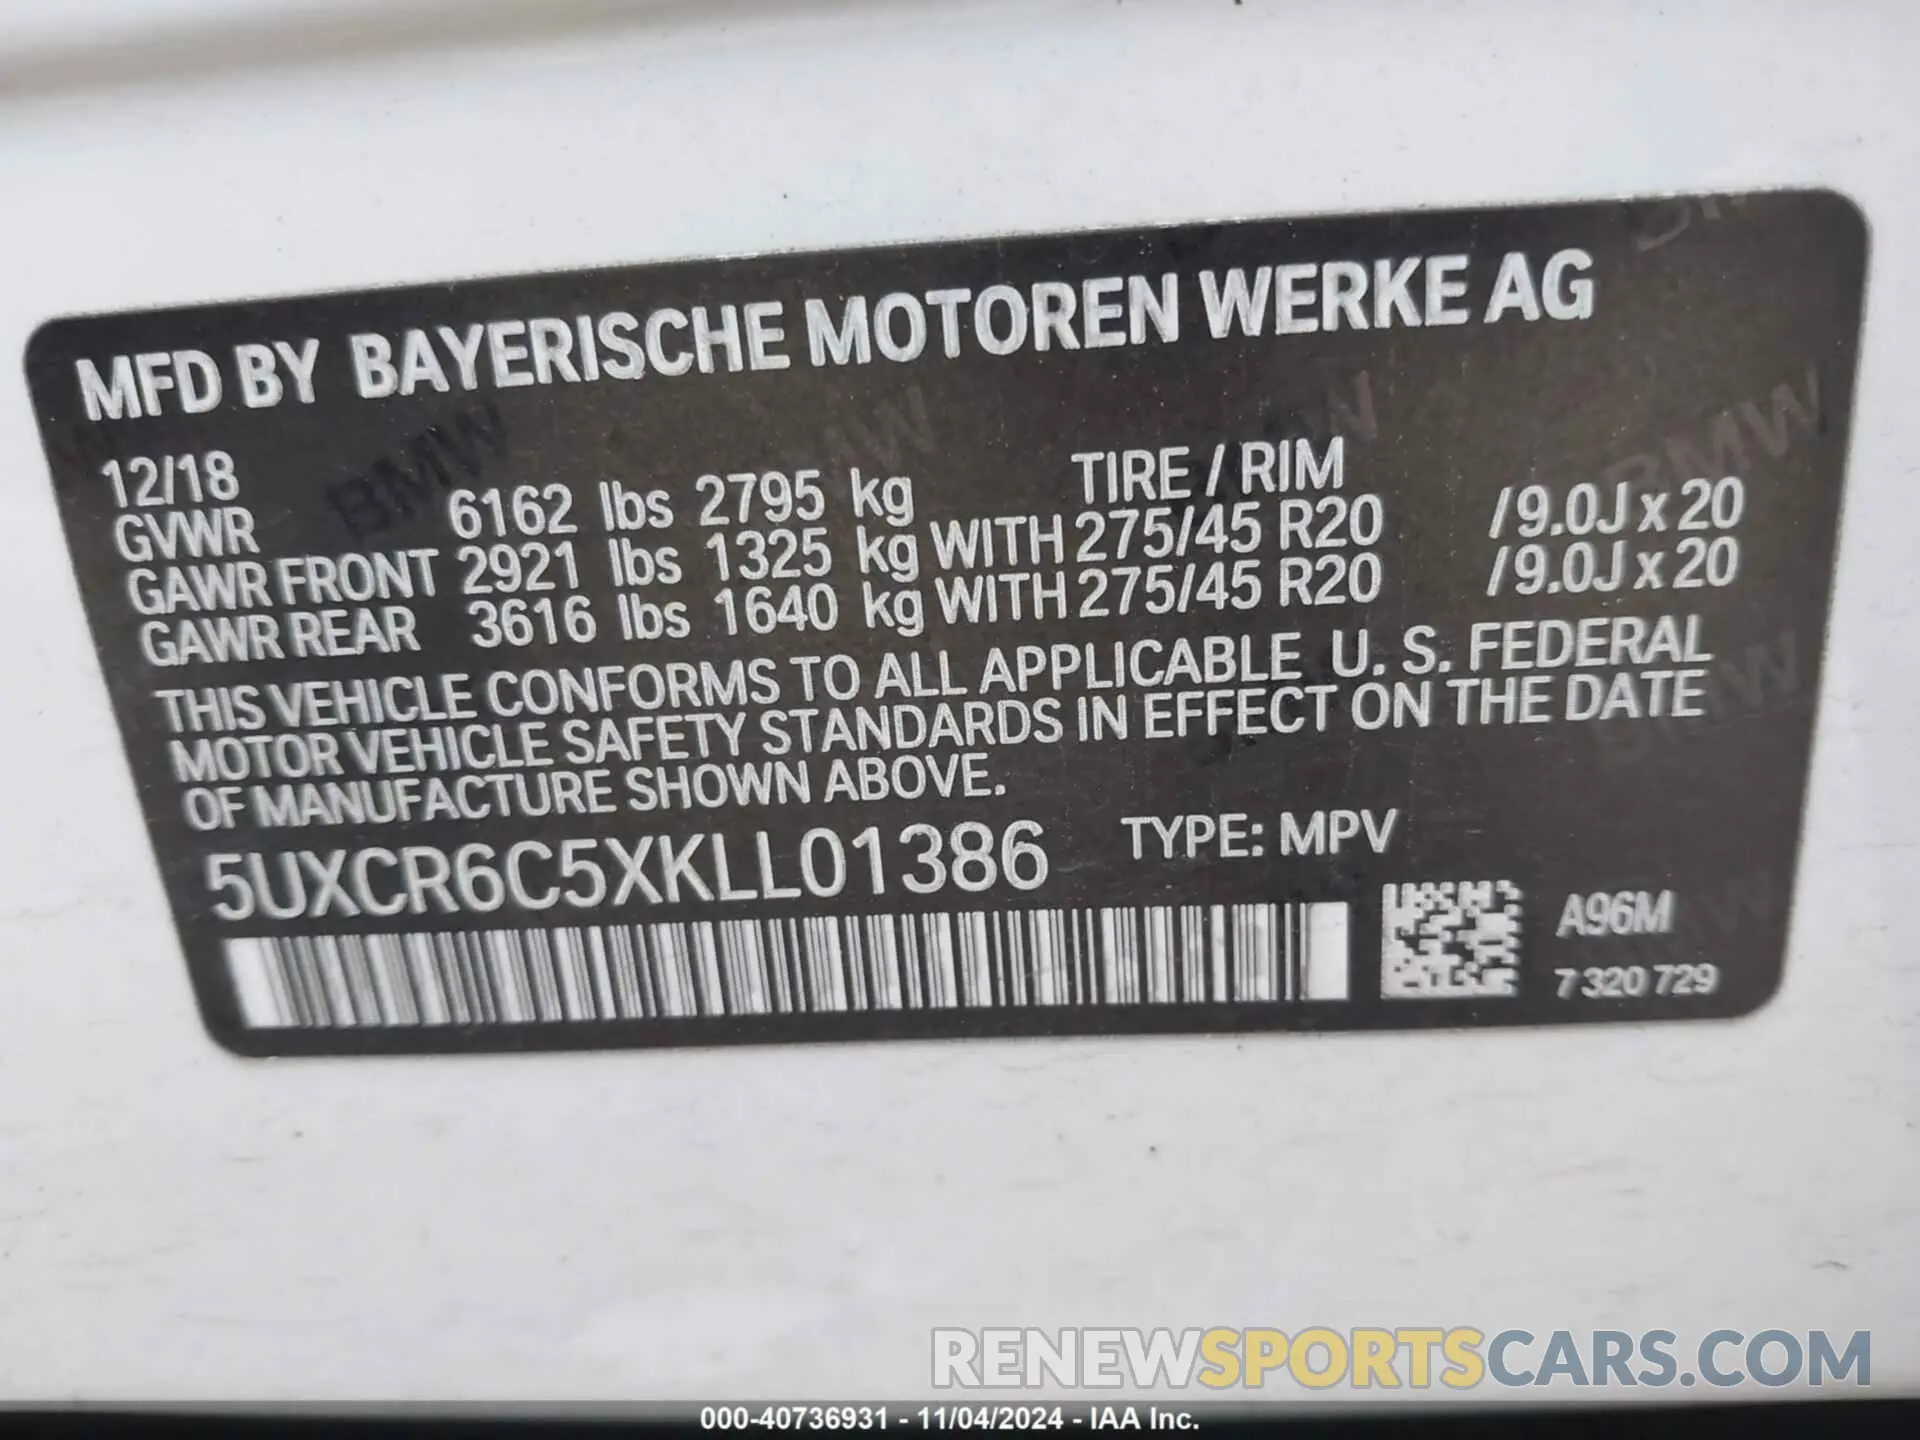 MFD BY BAYERISCHE MOTOREN WERKE AG
12/18 TIRE / RIM
GVWR 6162 lbs 2795 kg
GAWR FRONT 2921 lbs 1325 kg WITH 275/45 R20 / 9.0J x 20
GAWR REAR 3616 lbs 1640 kg WITH 275/45 R20 / 9.0J x 20
THIS VEHICLE CONFORMS TO ALL APPLICABLE U. S. FEDERAL
MOTOR VEHICLE SAFETY STANDARDS IN EFFECT ON THE DATE
OF MANUFACTURE SHOWN ABOVE.
5UXCR6C5XKLL01386 TYPE: MPV
A96M
7 320 729
RENEWSPORTSCARS.COM
000-40736931 - 11/04/2024 - IAA Inc.